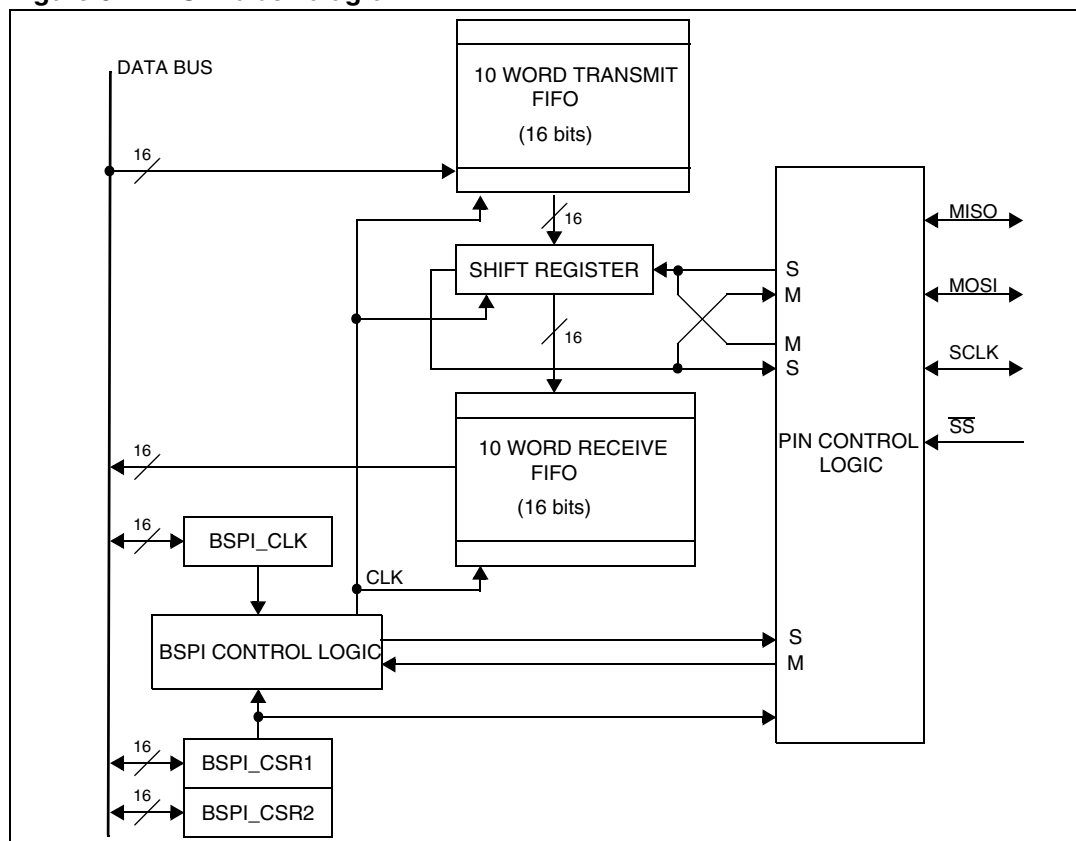 DATA BUS
10 WORD TRANSMIT
FIFO
(16 bits)
16
16
MISO
SHIFT REGISTER
S
M
MOSI
16
M
S
SCLK
SS
PIN CONTROL
LOGIC
10 WORD RECEIVE
FIFO
(16 bits)
16
16
BSPI_CLK
CLK
BSPI CONTROL LOGIC
S
M
16
BSPI_CSR1
16
BSPI_CSR2